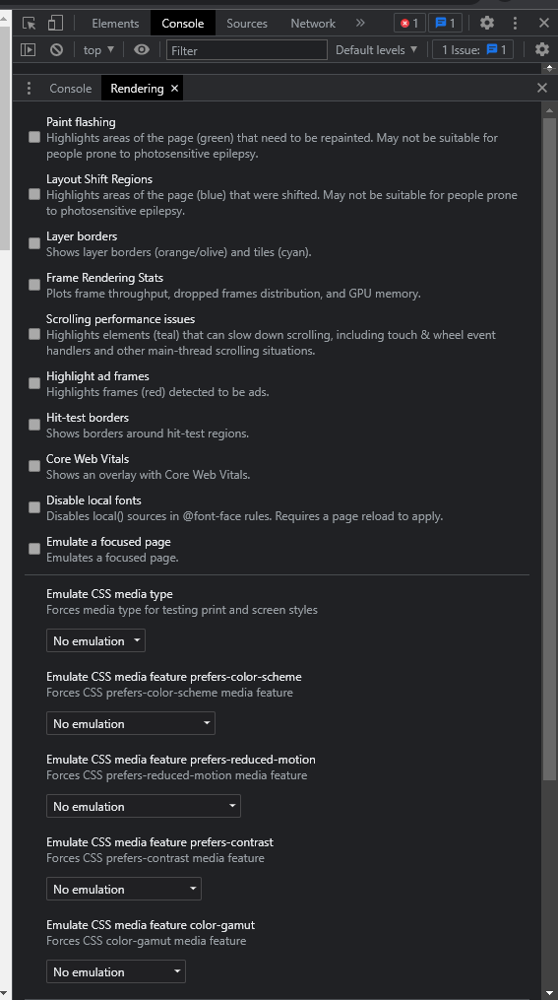 Elements Console Sources Network » 1 1
top Filter Default levels 1 Issue: 1
Console Rendering
Paint flashing
Highlights areas of the page (green) that need to be repainted. May not be suitable for
people prone to photosensitive epilepsy.
Layout Shift Regions
Highlights areas of the page (blue) that were shifted. May not be suitable for people prone
to photosensitive epilepsy.
Layer borders
Shows layer borders (orange/olive) and tiles (cyan).
Frame Rendering Stats
Plots frame throughput, dropped frames distribution, and GPU memory.
Scrolling performance issues
Highlights elements (teal) that can slow down scrolling, including touch & wheel event
handlers and other main-thread scrolling situations.
Highlight ad frames
Highlights frames (red) detected to be ads.
Hit-test borders
Shows borders around hit-test regions.
Core Web Vitals
Shows an overlay with Core Web Vitals.
Disable local fonts
Disables local() sources in @font-face rules. Requires a page reload to apply.
Emulate a focused page
Emulates a focused page.
Emulate CSS media type
Forces media type for testing print and screen styles
No emulation
Emulate CSS media feature prefers-color-scheme
Forces CSS prefers-color-scheme media feature
No emulation
Emulate CSS media feature prefers-reduced-motion
Forces CSS prefers-reduced-motion media feature
No emulation
Emulate CSS media feature prefers-contrast
Forces CSS prefers-contrast media feature
No emulation
Emulate CSS media feature color-gamut
Forces CSS color-gamut media feature
No emulation